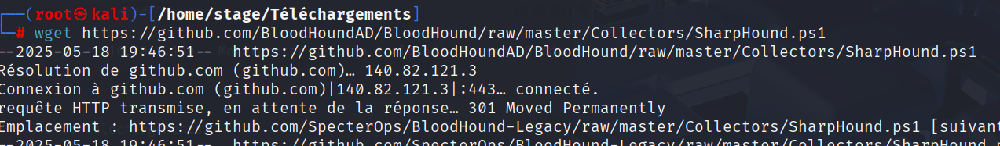 ┌──(root㉿kali)-[/home/stage/Téléchargements]
└─# wget https://github.com/BloodHoundAD/BloodHound/raw/master/Collectors/SharpHound.ps1
--2025-05-18 19:46:51-- https://github.com/BloodHoundAD/BloodHound/raw/master/Collectors/SharpHound.ps1
Résolution de github.com (github.com)… 140.82.121.3
Connexion à github.com (github.com)|140.82.121.3|:443… connecté.
requête HTTP transmise, en attente de la réponse… 301 Moved Permanently
Emplacement : https://github.com/SpecterOps/BloodHound-Legacy/raw/master/Collectors/SharpHound.ps1 [suivant
--2025-05-18 19:46:51-- https://github.com/SpecterOps/BloodHound-Legacy/raw/master/Collectors/SharpHound.p